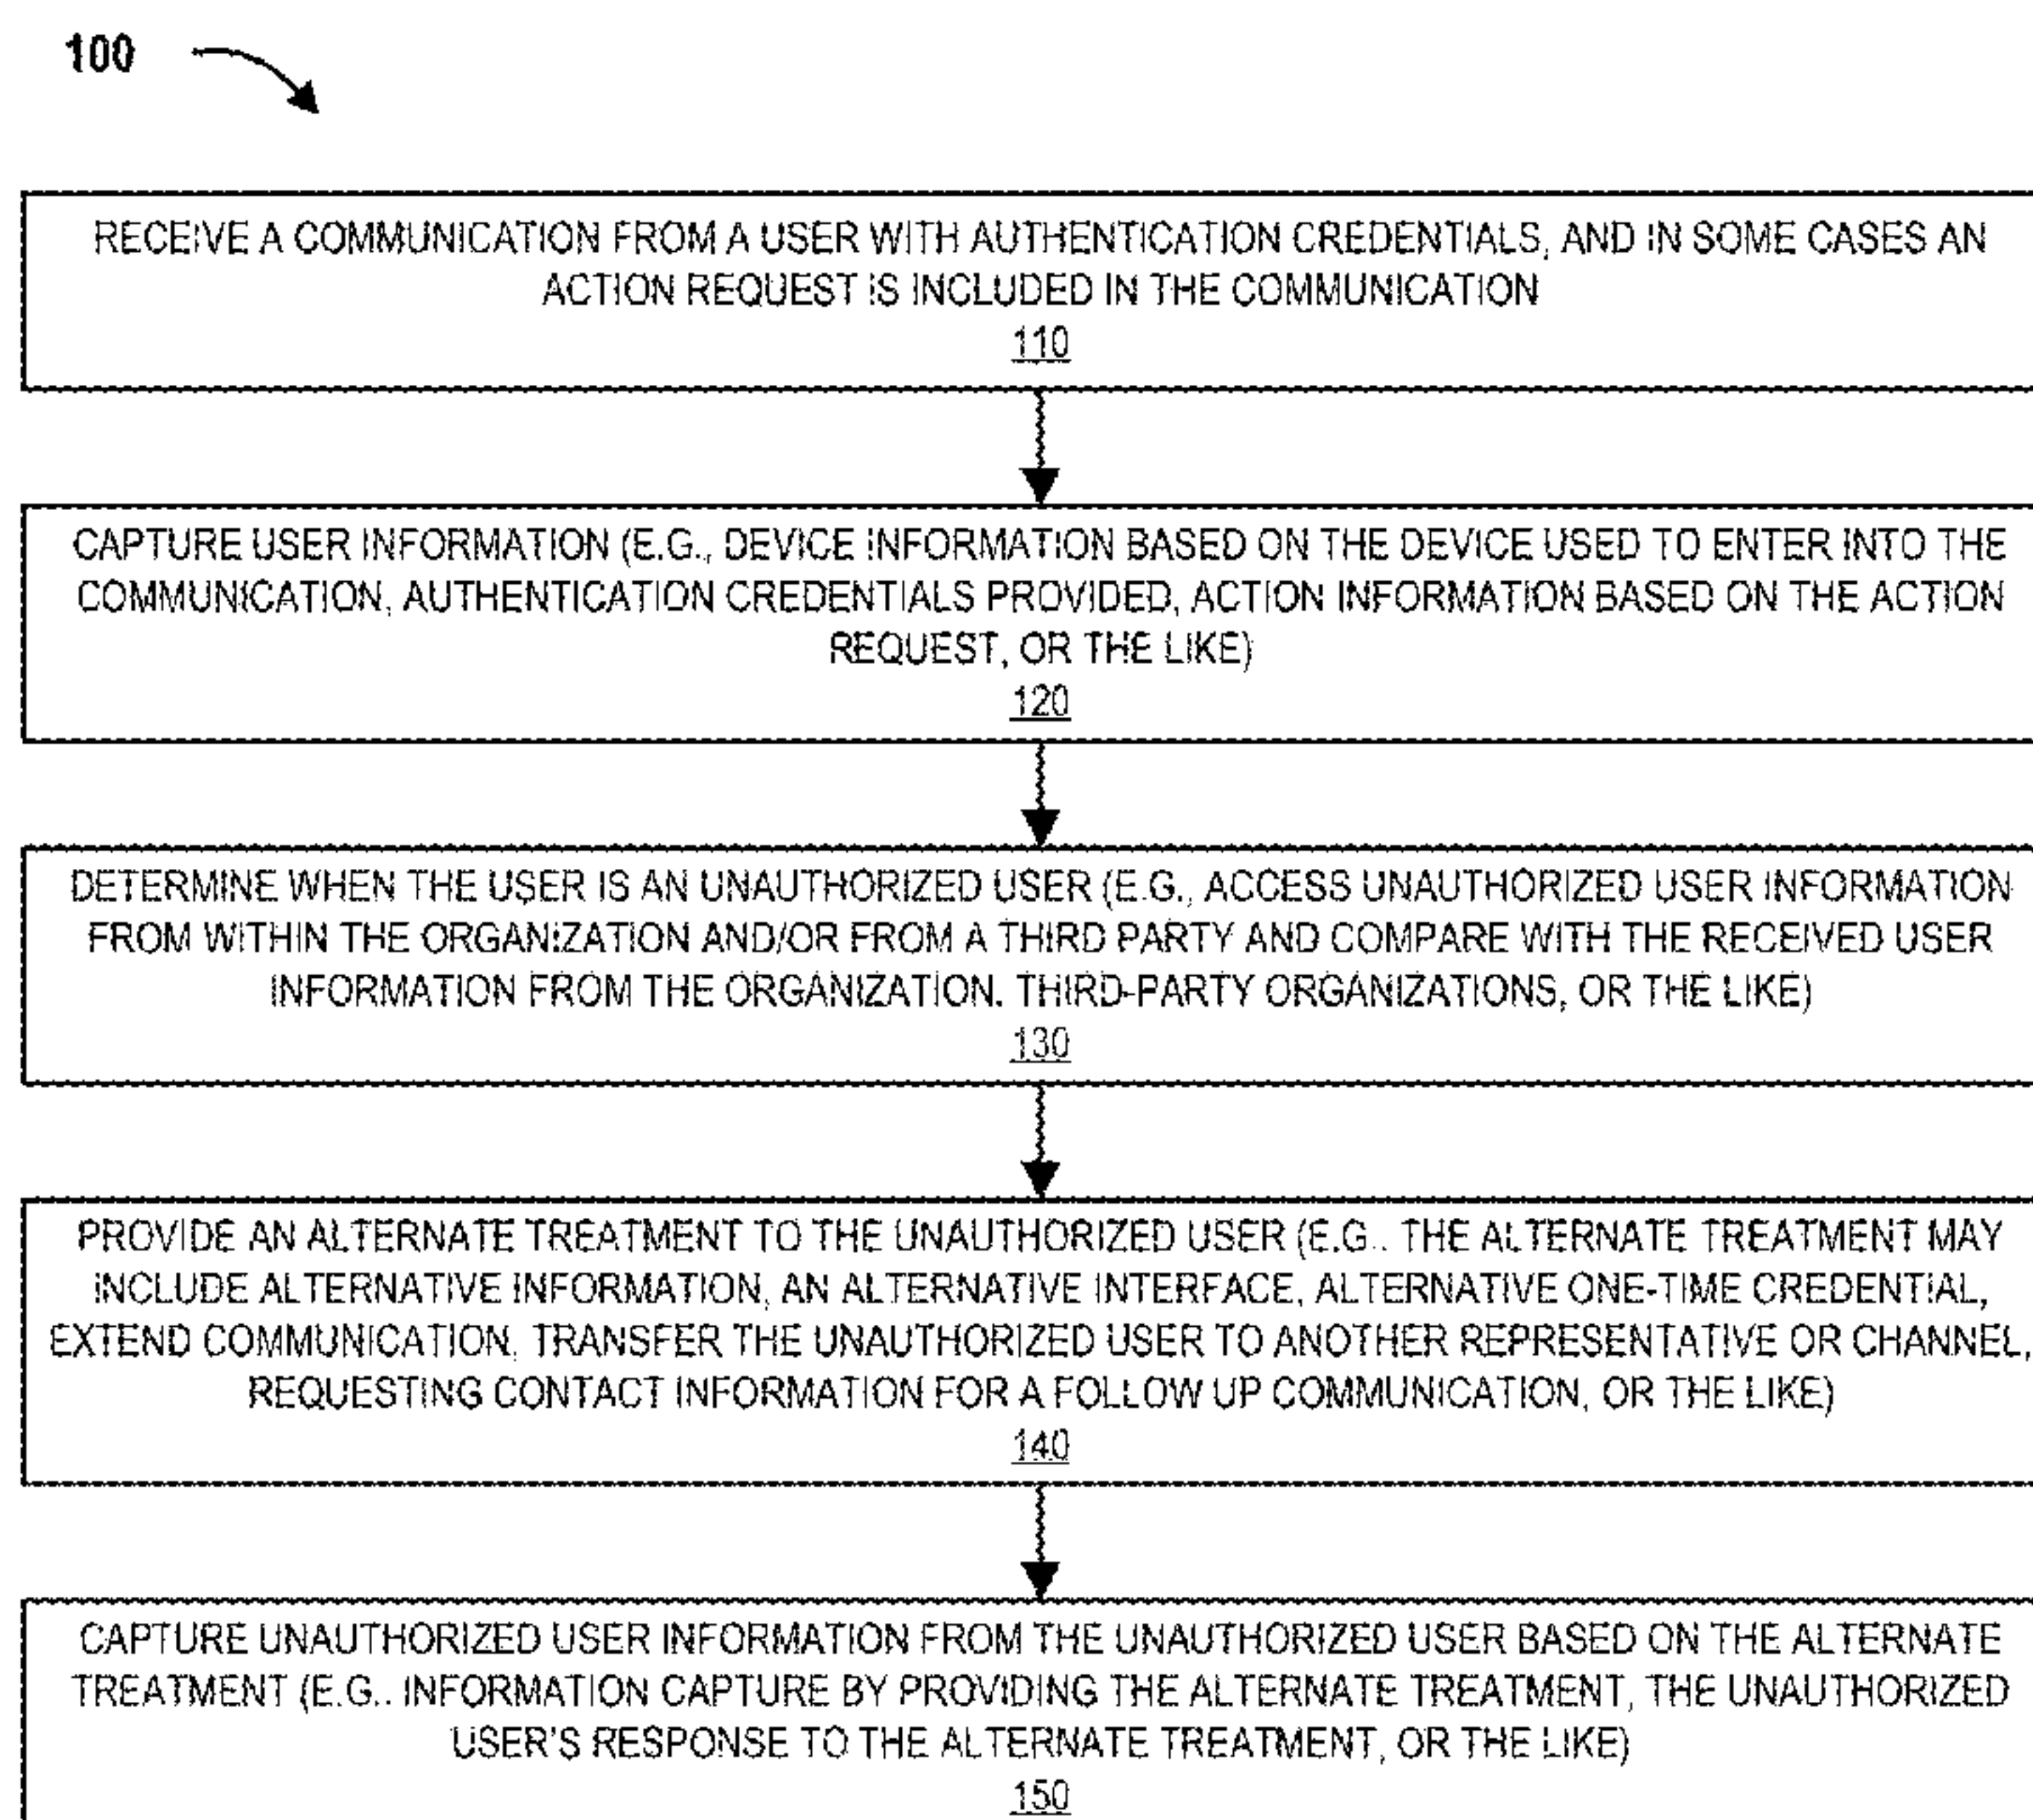 100
RECEIVE A COMMUNICATION FROM A USER WITH AUTHENTICATION CREDENTIALS, AND IN SOME CASES AN
ACTION REQUEST IS INCLUDED IN THE COMMUNICATION
110
CAPTURE USER INFORMATION (E.G., DEVICE INFORMATION BASED ON THE DEVICE USED TO ENTER INTO THE
COMMUNICATION, AUTHENTICATION CREDENTIALS PROVIDED, ACTION INFORMATION BASED ON THE ACTION
REQUEST, OR THE LIKE)
120
DETERMINE WHEN THE USER IS AN UNAUTHORIZED USER (E.G., ACCESS UNAUTHORIZED USER INFORMATION
FROM WITHIN THE ORGANIZATION AND/OR FROM A THIRD PARTY AND COMPARE WITH THE RECEIVED USER
INFORMATION FROM THE ORGANIZATION. THIRD-PARTY ORGANIZATIONS, OR THE LIKE)
130
PROVIDE AN ALTERNATE TREATMENT TO THE UNAUTHORIZED USER (E.G.. THE ALTERNATE TREATMENT MAY
INCLUDE ALTERNATIVE INFORMATION, AN ALTERNATIVE INTERFACE, ALTERNATIVE ONE-TIME CREDENTIAL,
EXTEND COMMUNICATION, TRANSFER THE UNAUTHORIZED USER TO ANOTHER REPRESENTATIVE OR CHANNEL,
REQUESTING CONTACT INFORMATION FOR A FOLLOW UP COMMUNICATION, OR THE LIKE)
140
CAPTURE UNAUTHORIZED USER INFORMATION FROM THE UNAUTHORIZED USER BASED ON THE ALTERNATE
TREATMENT (E.G.. INFORMATION CAPTURE BY PROVIDING THE ALTERNATE TREATMENT, THE UNAUTHORIZED
USER'S RESPONSE TO THE ALTERNATE TREATMENT, OR THE LIKE)
150